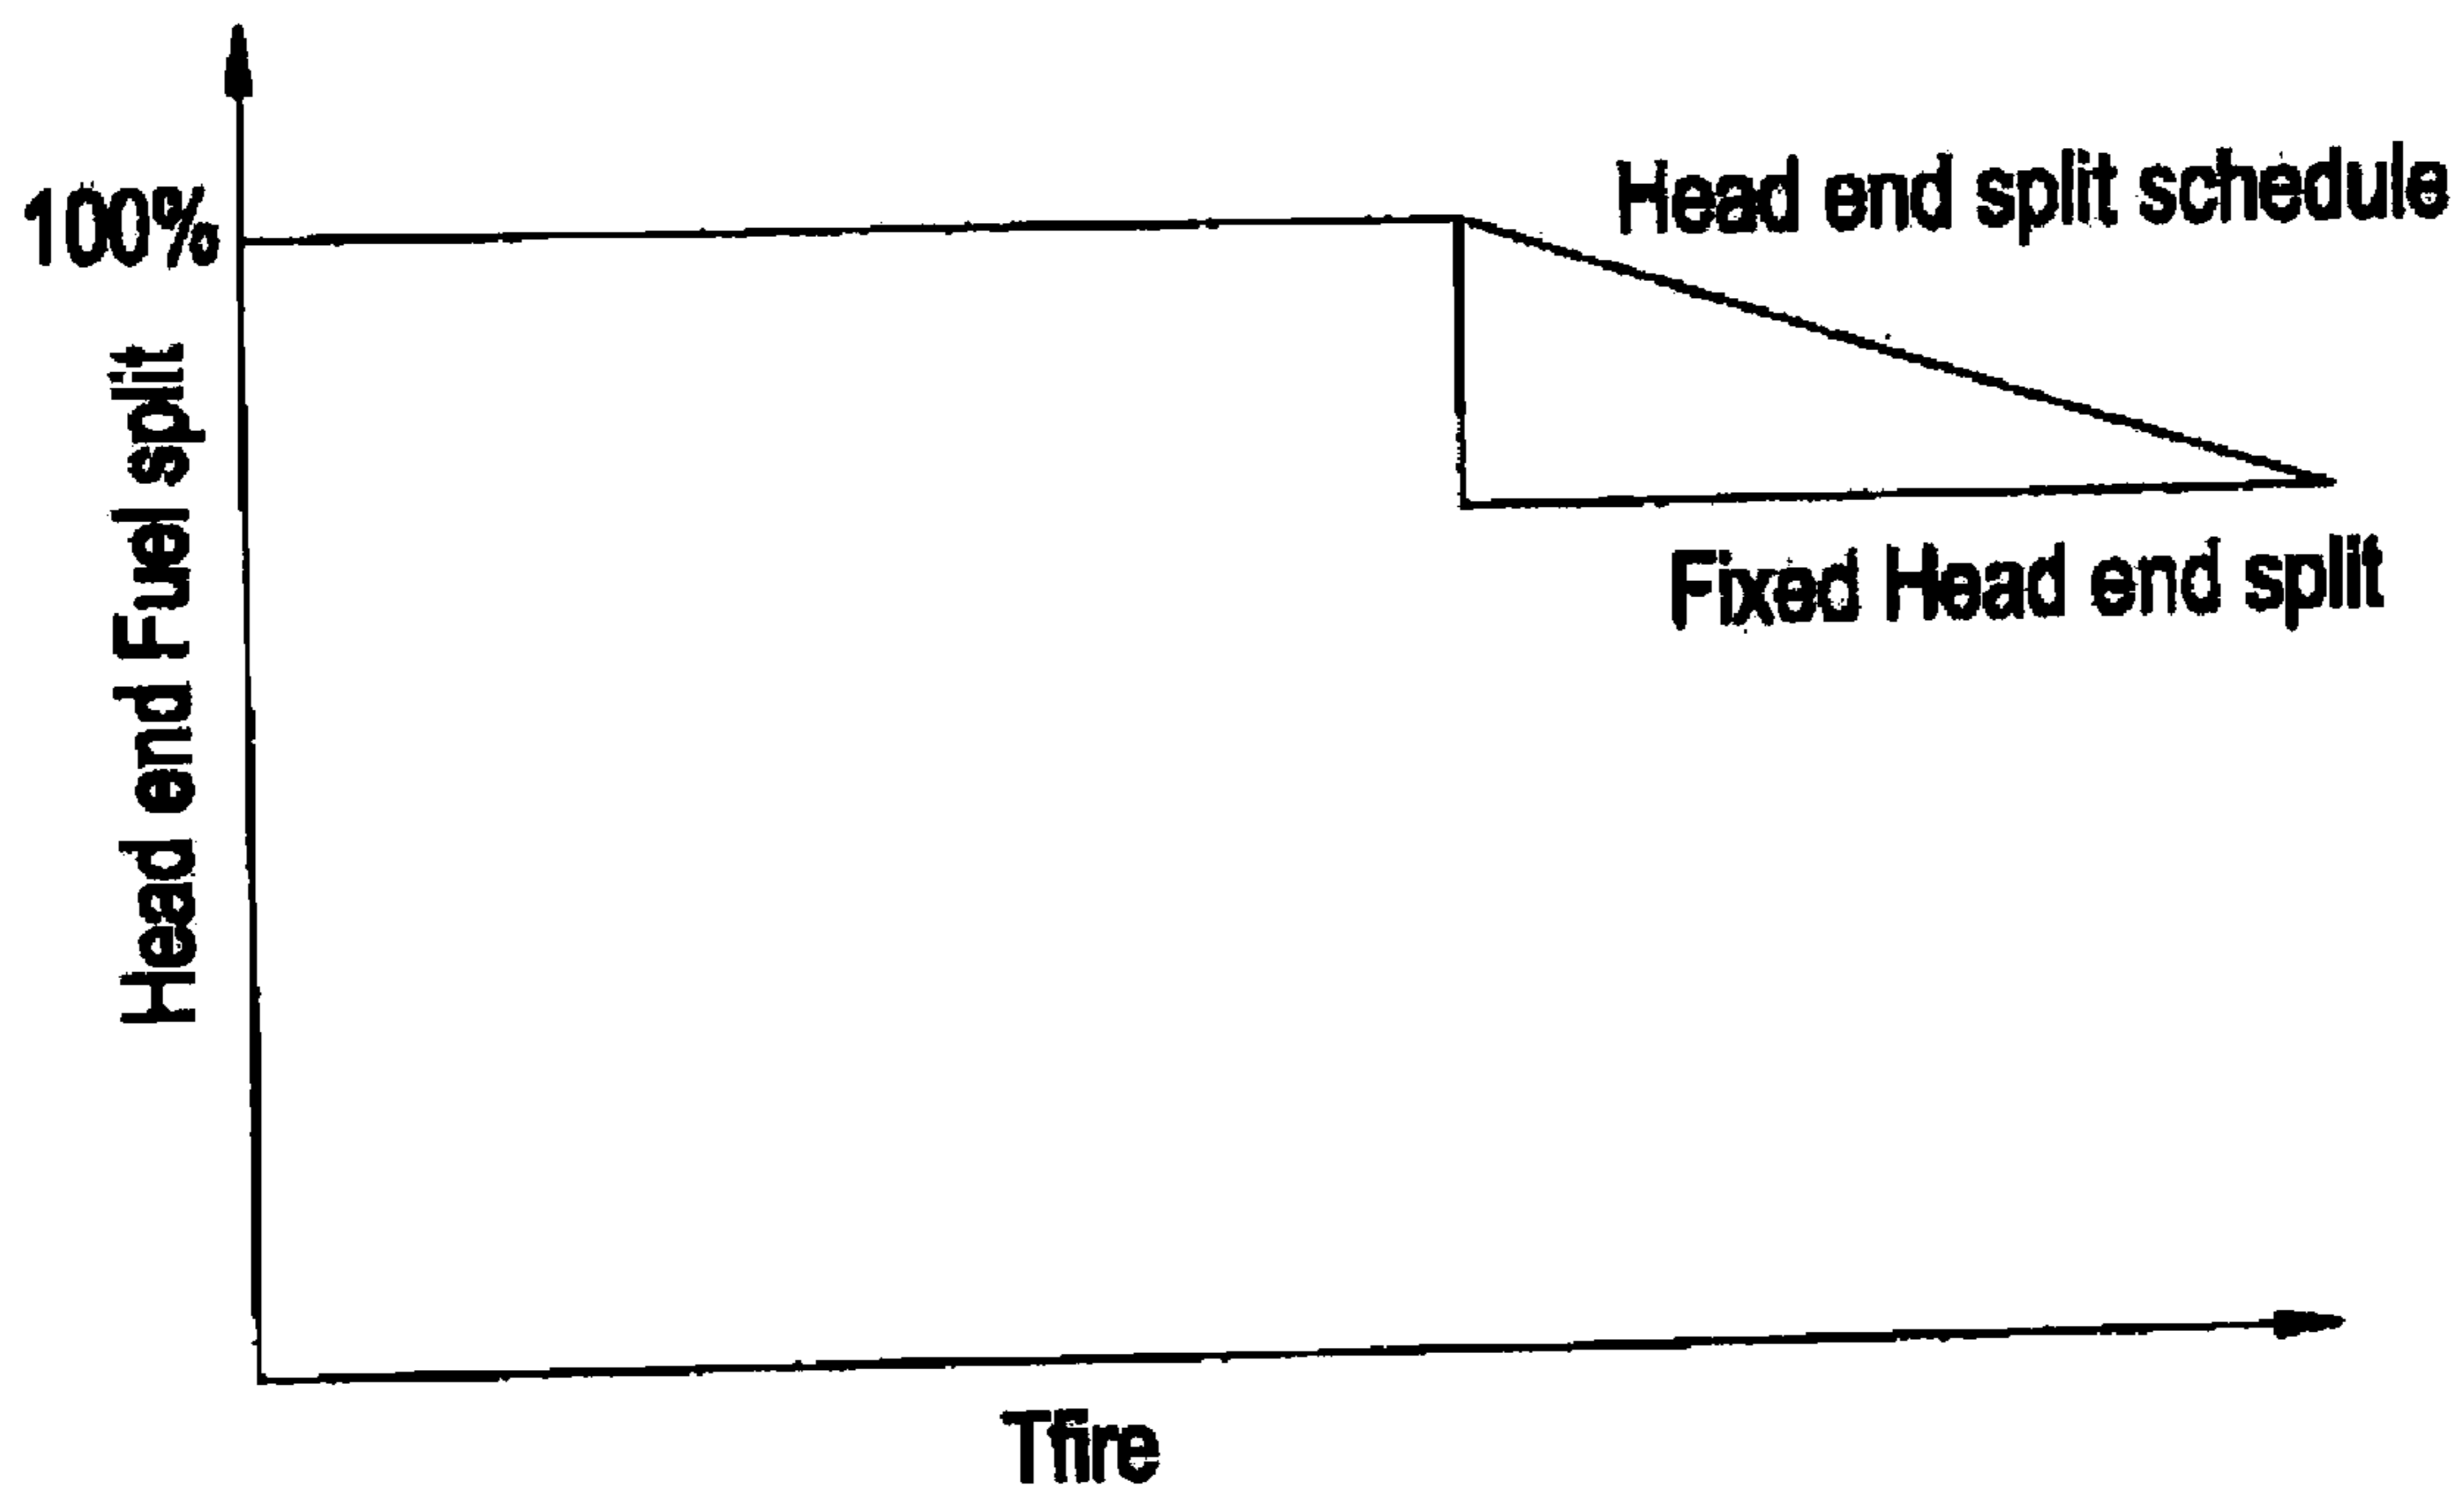 100%
Head end split schedule
Head end Fuel split
Fixed Head end split
Tfire